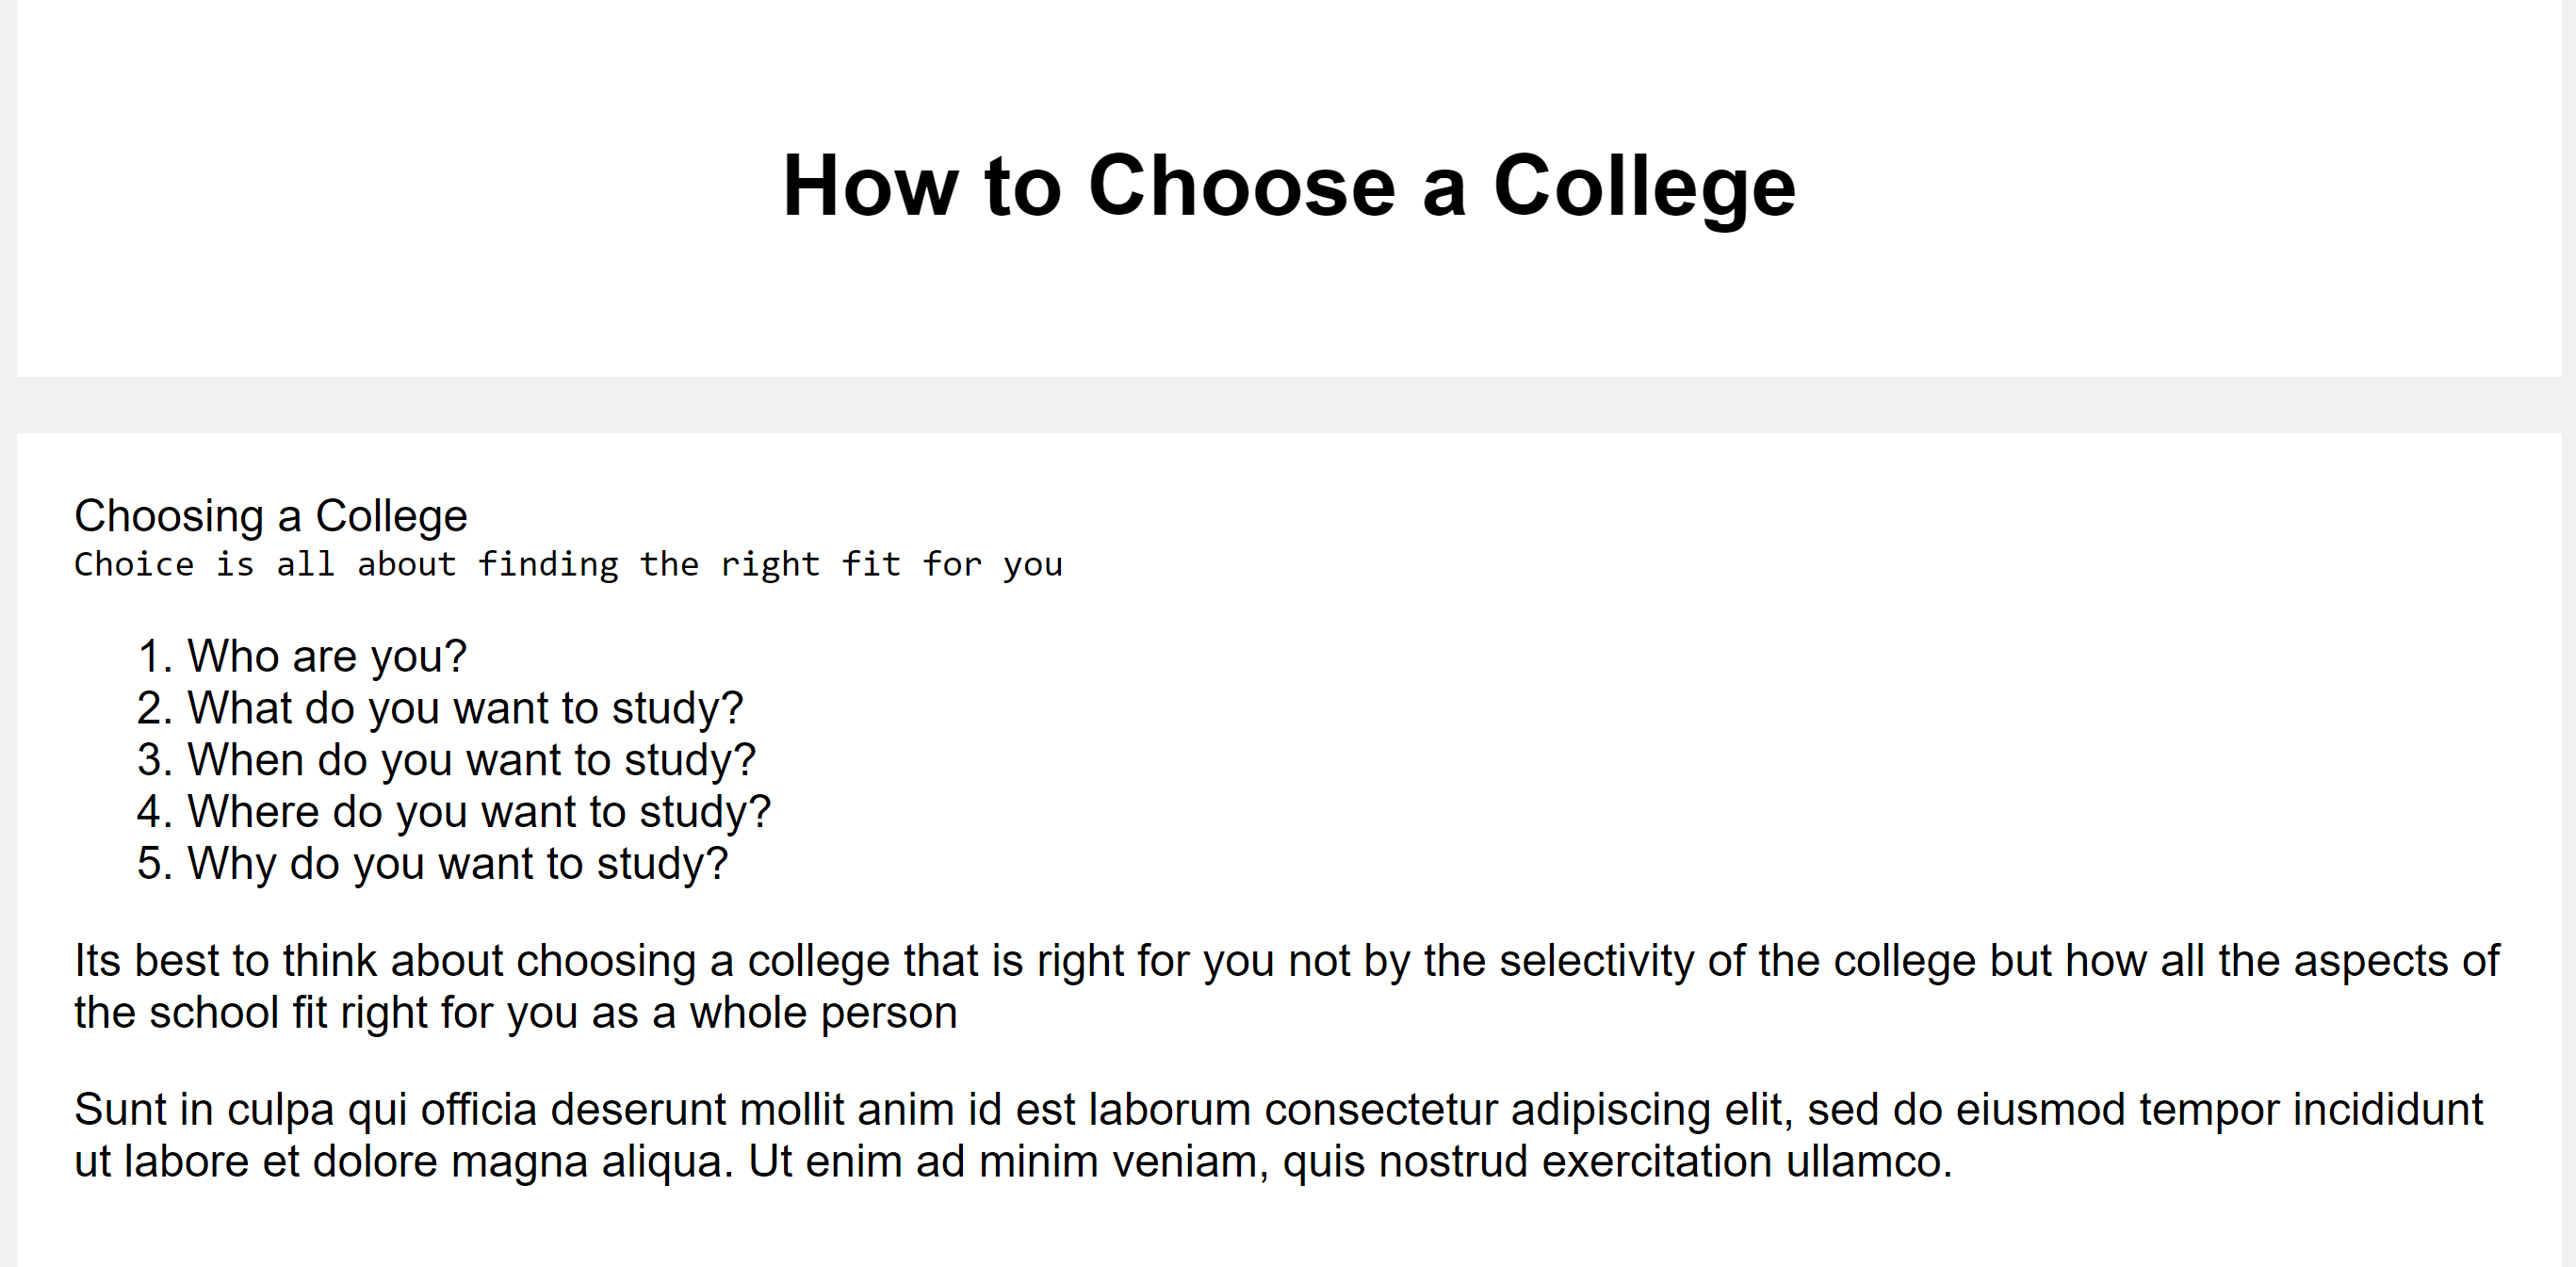 How to Choose a College
Choosing a College
Choice is all about finding the right fit for you
1. Who are you?
2. What do you want to study?
3. When do you want to study?
4. Where do you want to study?
5. Why do you want to study?
Its best to think about choosing a college that is right for you not by the selectivity of the college but how all the aspects of
the school fit right for you as a whole person
Sunt in culpa qui officia deserunt mollit anim id est laborum consectetur adipiscing elit, sed do eiusmod tempor incididunt
ut labore et dolore magna aliqua. Ut enim ad minim veniam, quis nostrud exercitation ullamco.